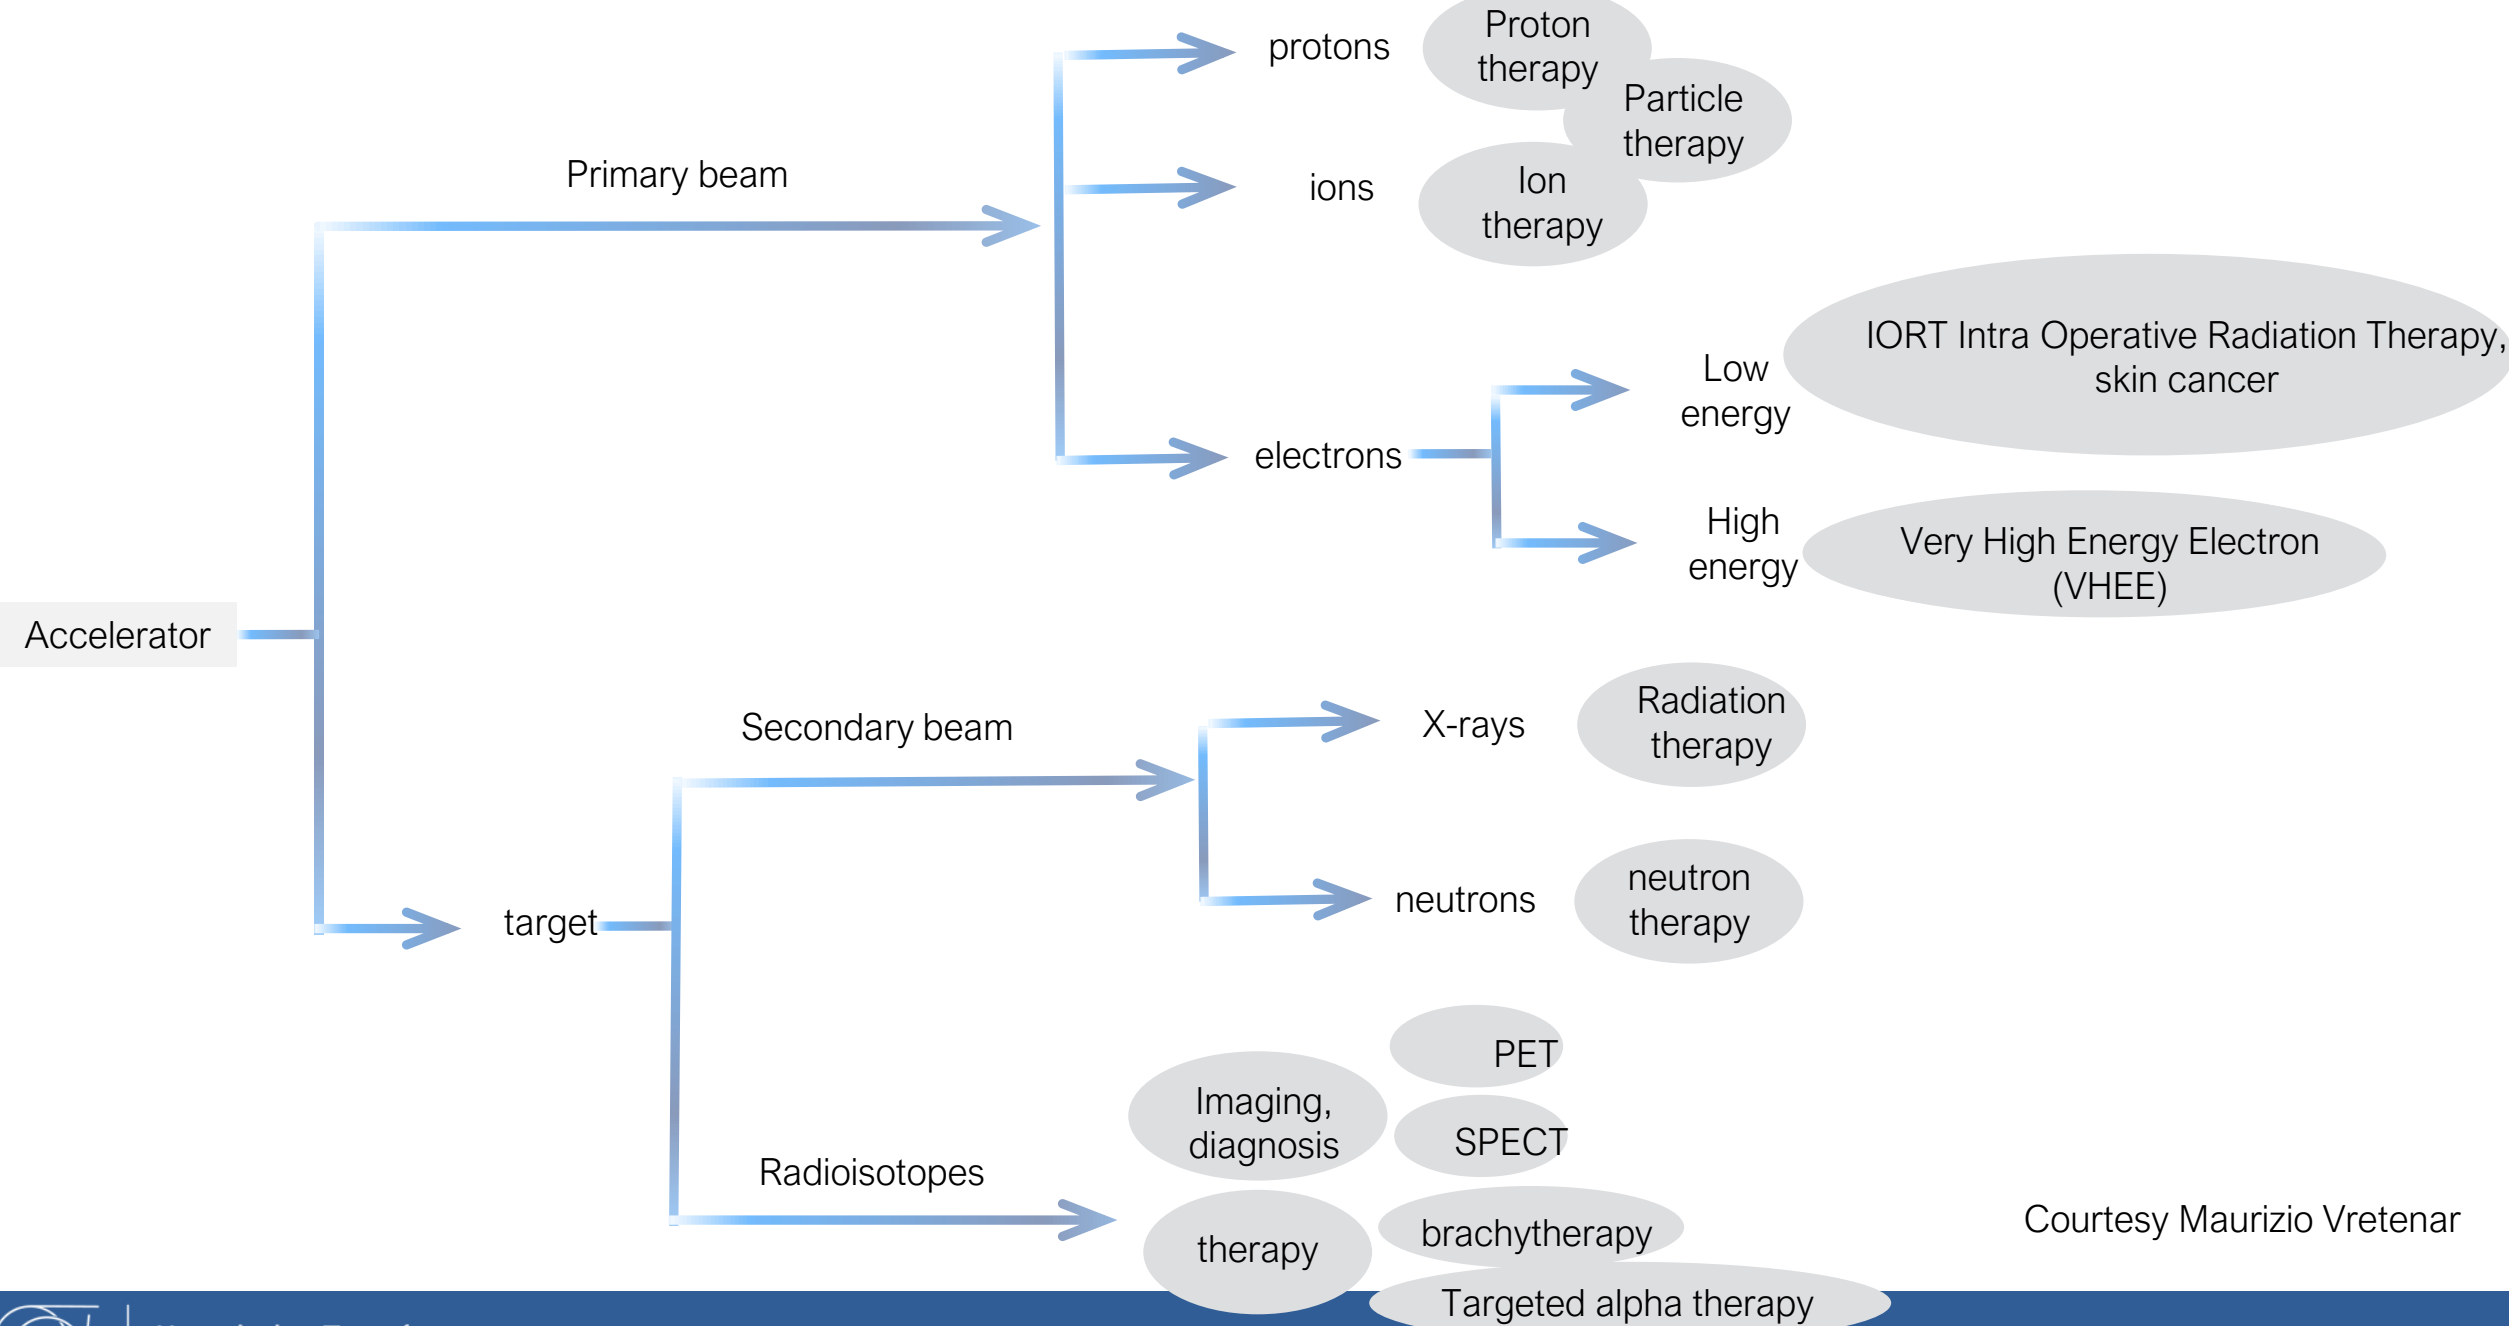 protons
Proton
therapy
Particle
therapy
Primary beam
ions
Ion
therapy
IORT Intra Operative Radiation Therapy,
skin cancer
Low
energy
electrons
High
energy
Very High Energy Electron
(VHEE)
Accelerator
Secondary beam
X-rays
Radiation
therapy
target
neutrons
neutron
therapy
PET
Imaging,
diagnosis
SPECT
Radioisotopes
therapy
brachytherapy
Courtesy Maurizio Vretenar
Targeted alpha therapy